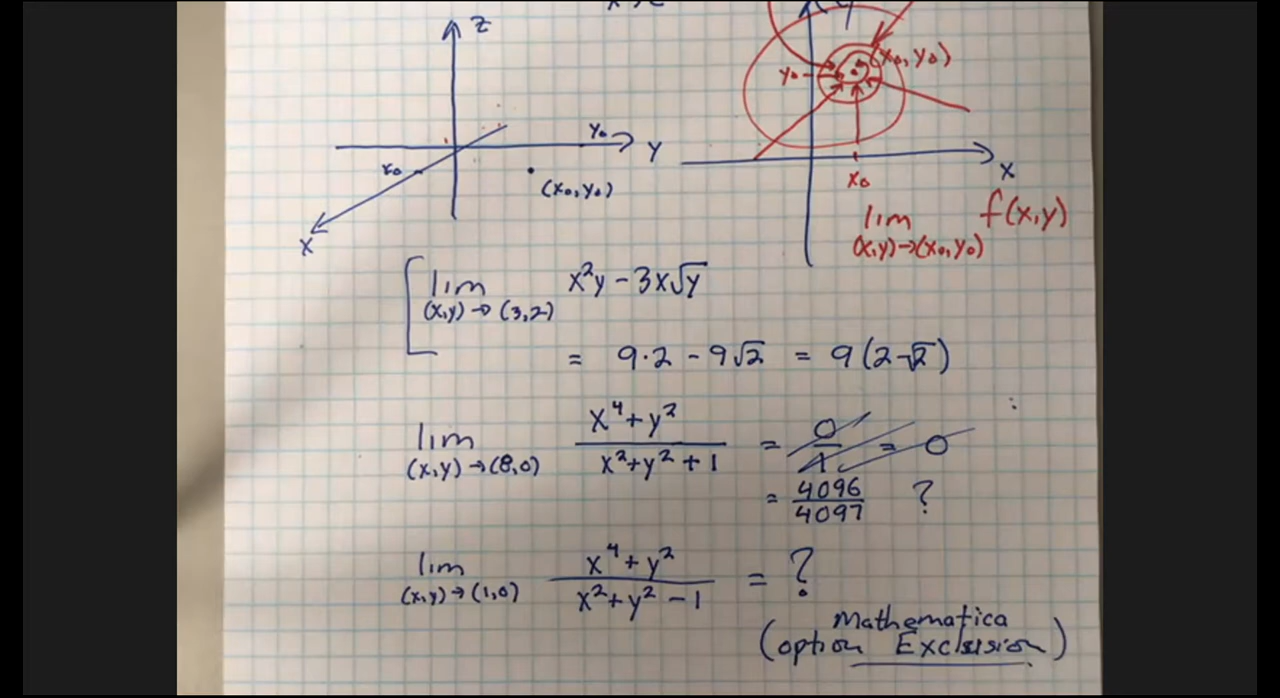 z
y₀
y
x₀
(x₀,y₀)
x
y₀
(x₀,y₀)
x₀
x
lim f(x,y)
(x,y)→(x₀,y₀)
lim x²y - 3x√y
(x,y)→(3,2)
= 9·2 - 9√2 = 9(2-√2)
lim x⁴+y² / x²+y²+1 = 0/1 = 0
(x,y)→(8,0)
= 4096/4097 ?
lim x⁴+y² / x²+y²-1 = ?
(x,y)→(1,0)
Mathematica
(option )